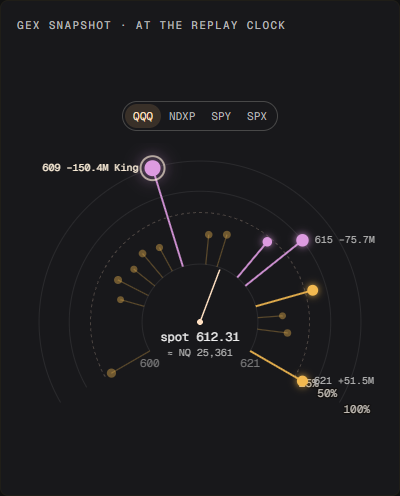 GEX SNAPSHOT · AT THE REPLAY CLOCK
QQQ NDXP SPY SPX
609 −150.4M King
615 −75.7M
spot 612.31
≈ NQ 25,361
600 621
621 +51.5M
50%
100%